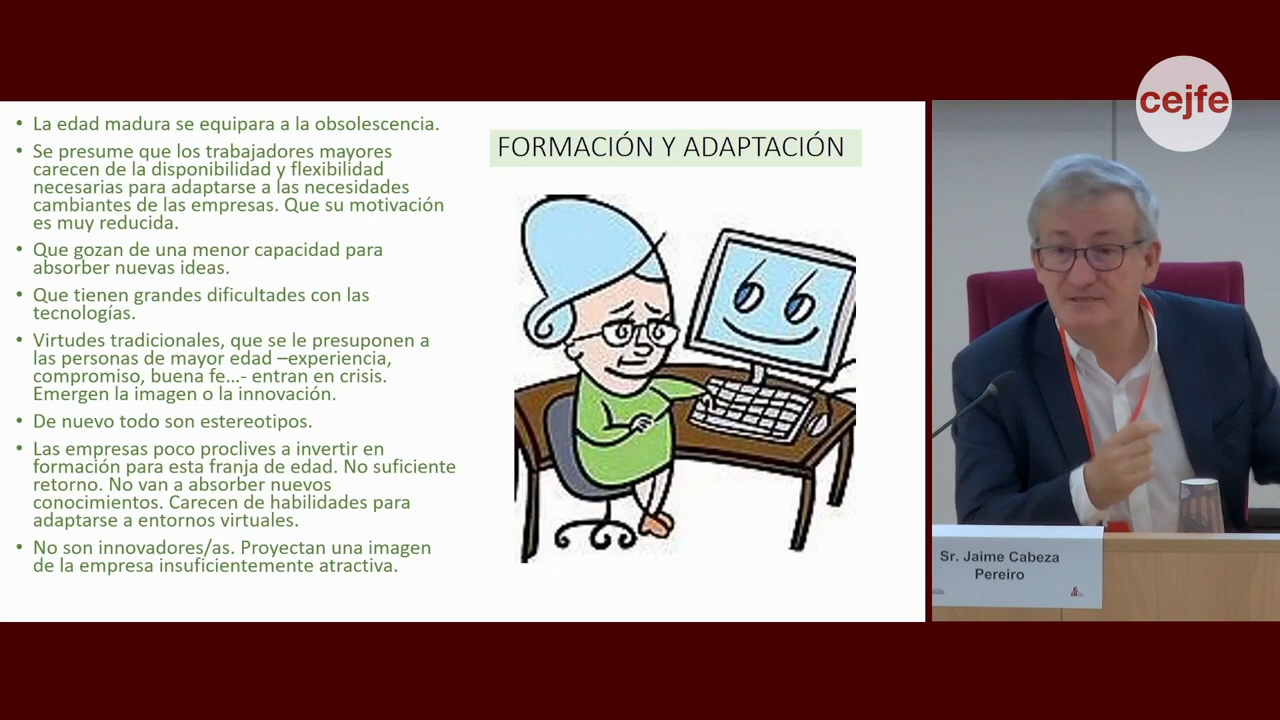 cejfe
• La edad madura se equipara a la obsolescencia.
• Se presume que los trabajadores mayores
carecen de la disponibilidad y flexibilidad
necesarias para adaptarse a las necesidades
cambiantes de las empresas. Que su motivación
es muy reducida.
• Que gozan de una menor capacidad para
absorber nuevas ideas.
• Que tienen grandes dificultades con las
tecnologías.
• Virtudes tradicionales, que se le presuponen a
las personas de mayor edad –experiencia,
compromiso, buena fe...- entran en crisis.
Emergen la imagen o la innovación.
• De nuevo todo son estereotipos.
• Las empresas poco proclives a invertir en
formación para esta franja de edad. No suficiente
retorno. No van a absorber nuevos
conocimientos. Carecen de habilidades para
adaptarse a entornos virtuales.
• No son innovadores/as. Proyectan una imagen
de la empresa insuficientemente atractiva.
FORMACIÓN Y ADAPTACIÓN
Sr. Jaime Cabeza
Pereiro